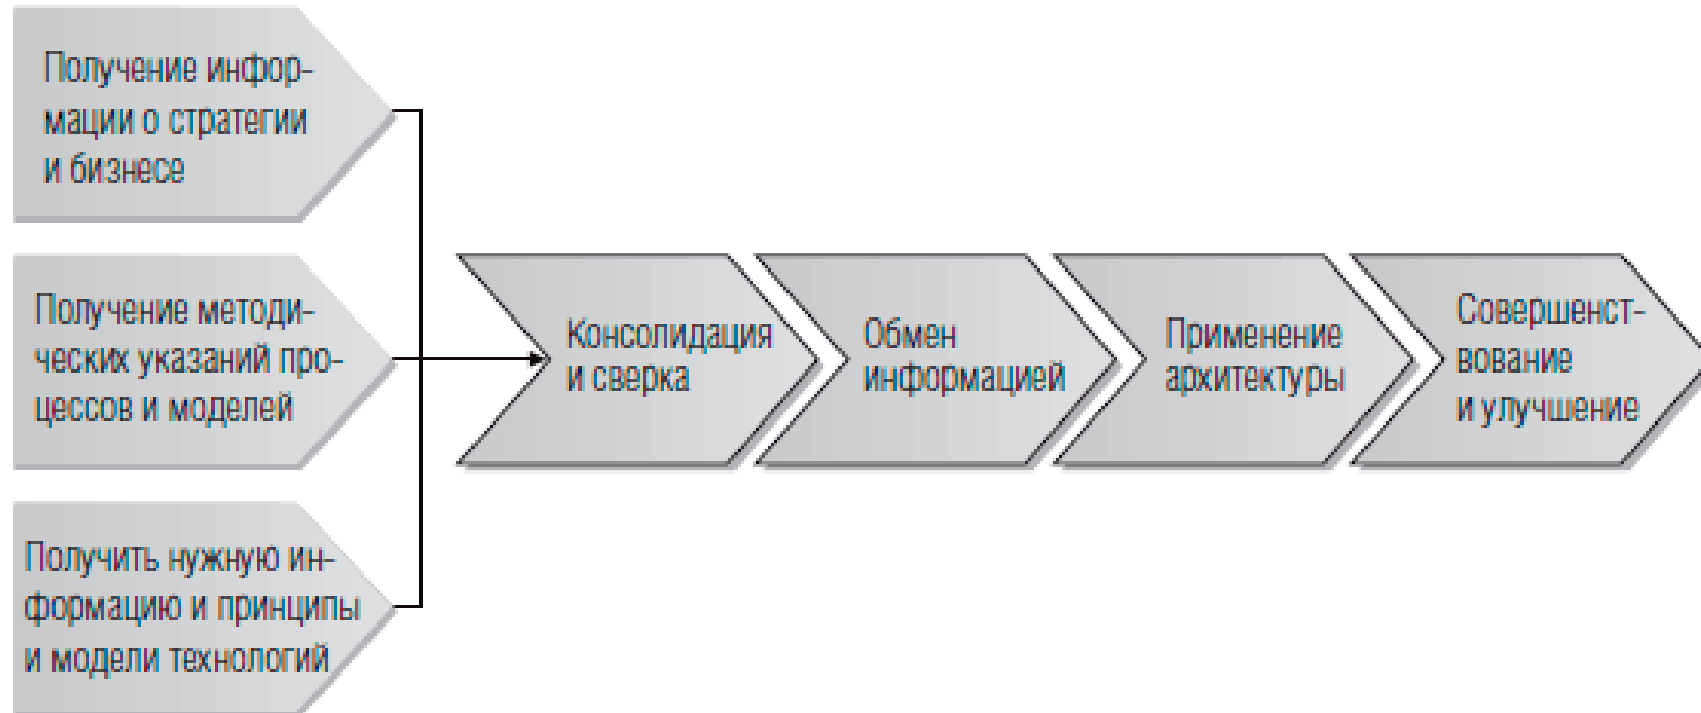 Получение инфор-
мации о стратегии
и бизнесе
Получение методи-
ческих указаний про-
цессов и моделей
Получить нужную ин-
формацию и принципы
и модели технологий
Консолидация
и сверка
Обмен
информацией
Применение
архитектуры
Совершенст-
вование
и улучшение